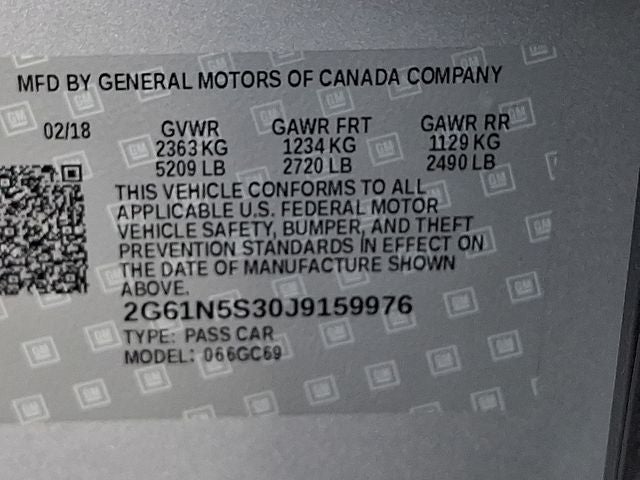 MFD BY GENERAL MOTORS OF CANADA COMPANY
02/18 GVWR GAWR FRT GAWR RR
2363 KG 1234 KG 1129 KG
5209 LB 2720 LB 2490 LB
THIS VEHICLE CONFORMS TO ALL
APPLICABLE U.S. FEDERAL MOTOR
VEHICLE SAFETY, BUMPER, AND THEFT
PREVENTION STANDARDS IN EFFECT ON
THE DATE OF MANUFACTURE SHOWN
ABOVE.
2G61N5S30J9159976
TYPE: PASS CAR
MODEL: 066GC69